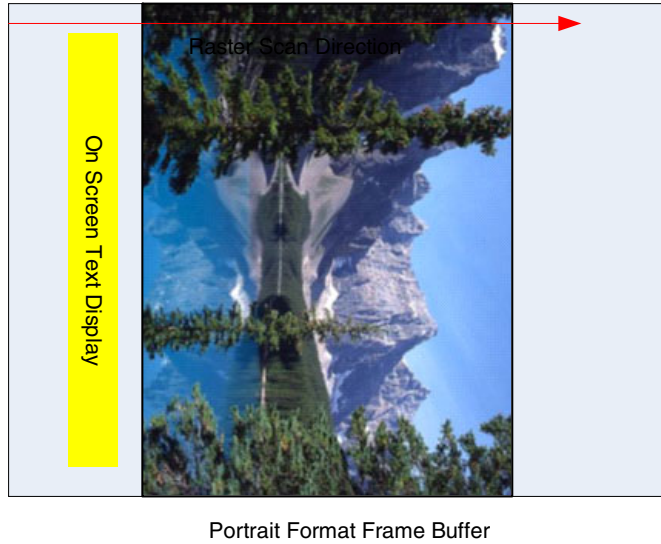 Raster Scan Direction
On Screen Text Display
Portrait Format Frame Buffer